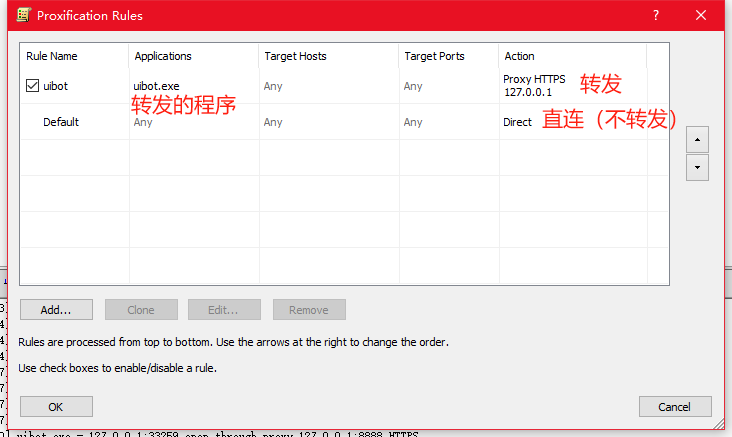 Proxification Rules
Rule Name Applications Target Hosts Target Ports Action
uibot uibot.exe Any Any Proxy HTTPS
127.0.0.1
转发
转发的程序
Default Any Any Any Direct
直连（不转发）
Add... Clone Edit... Remove
Rules are processed from top to bottom. Use the arrows at the right to change the order.
Use check boxes to enable/disable a rule.
OK Cancel
uibot.exe - 127.0.0.1:33259 open through proxy 127.0.0.1:8888 HTTPS